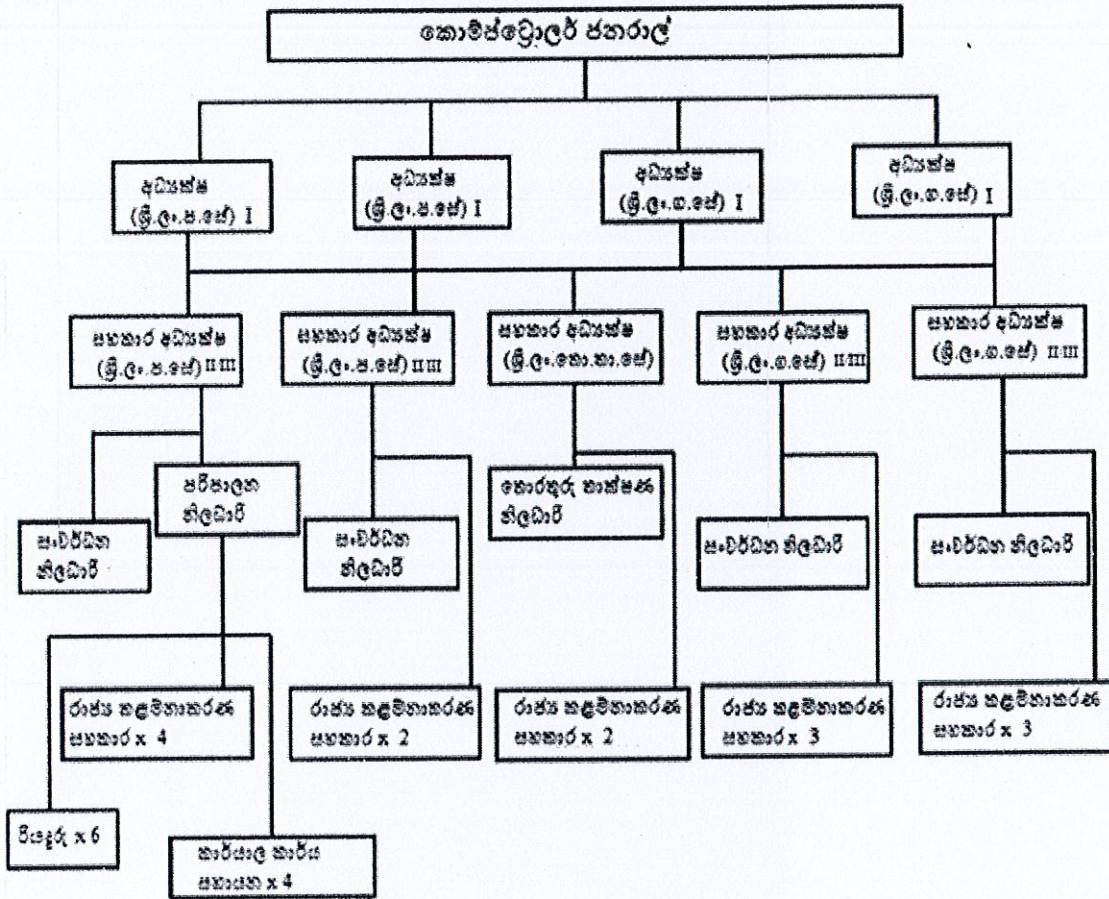 කොම්ප්ට්‍රොලර් ජනරාල්
අධ්‍යක්ෂ
(ශ්‍රී.ලං.ප.සේ) I
අධ්‍යක්ෂ
(ශ්‍රී.ලං.ප.සේ) I
අධ්‍යක්ෂ
(ශ්‍රී.ලං.ග.සේ) I
අධ්‍යක්ෂ
(ශ්‍රී.ලං.ග.සේ) I
සහකාර අධ්‍යක්ෂ
(ශ්‍රී.ලං.ප.සේ) II/III
සහකාර අධ්‍යක්ෂ
(ශ්‍රී.ලං.ප.සේ) II/III
සහකාර අධ්‍යක්ෂ
(ශ්‍රී.ලං.තො.තා.සේ)
සහකාර අධ්‍යක්ෂ
(ශ්‍රී.ලං.ග.සේ) II/III
සහකාර අධ්‍යක්ෂ
(ශ්‍රී.ලං.ග.සේ) II/III
සංවර්ධන
නිලධාරී
පරිපාලන
නිලධාරී
සංවර්ධන
නිලධාරී
තොරතුරු තාක්ෂණ
නිලධාරී
සංවර්ධන නිලධාරී
සංවර්ධන නිලධාරී
රාජ්‍ය කළමනාකරණ
සහකාර x 4
රාජ්‍ය කළමනාකරණ
සහකාර x 2
රාජ්‍ය කළමනාකරණ
සහකාර x 2
රාජ්‍ය කළමනාකරණ
සහකාර x 3
රාජ්‍ය කළමනාකරණ
සහකාර x 3
රියදුරු x 6
කාර්යාල කාර්ය
සහායක x 4